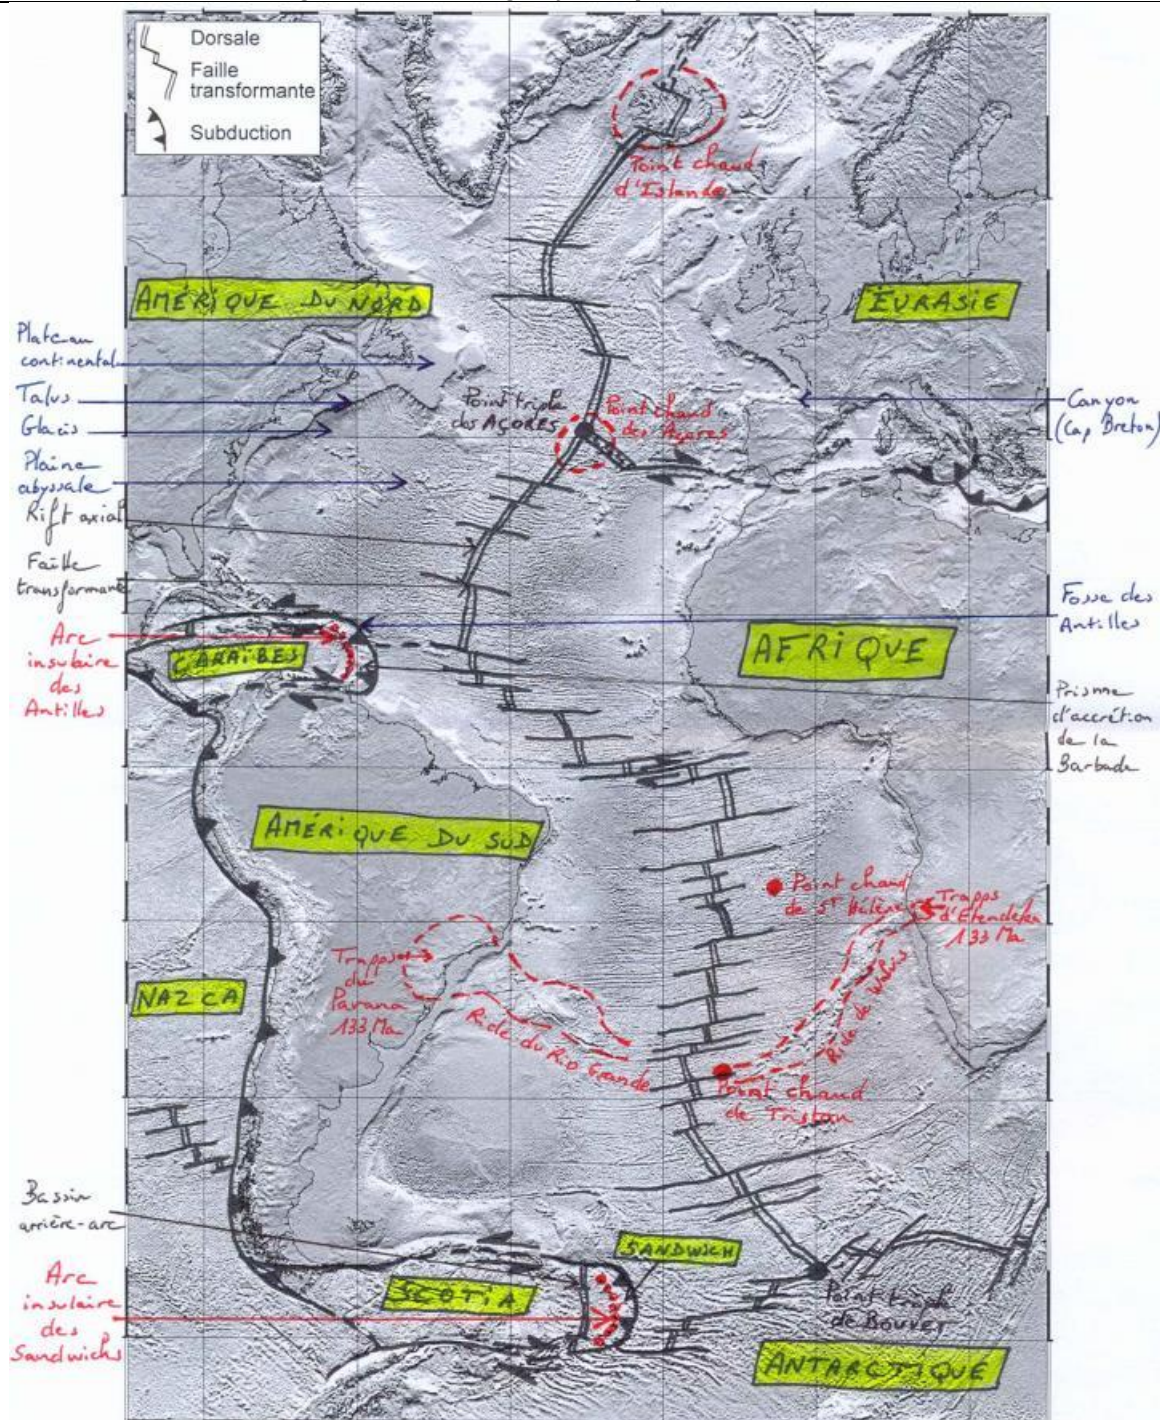 Dorsale
Faille
transformante
Subduction
Point chaud
d'Islande
AMÉRIQUE DU NORD
EURASIE
Plateau
continental
Talus
Glacis
Plaine
abyssale
Rift axial
Faille
transformante
Arc
insulaire
des
Antilles
Point triple
des AÇORES
Point chaud
des Açores
Canyon
(Cap Breton)
CARAÏBES
AFRIQUE
Fosse des
Antilles
Prisme
d'accrétion
de la
Barbade
AMÉRIQUE DU SUD
Point chaud
de St Hélène
Trapps
d'Etendeka
133 Ma
NAZCA
Trapps
du
Parana
133 Ma
Ride du Rio Grande
Ride de Walvis
Point chaud
de Tristan
Bassin
arrière-arc
Arc
insulaire
des
Sandwichs
SANDWICH
SCOTIA
Point triple
de BOUVET
ANTARCTIQUE